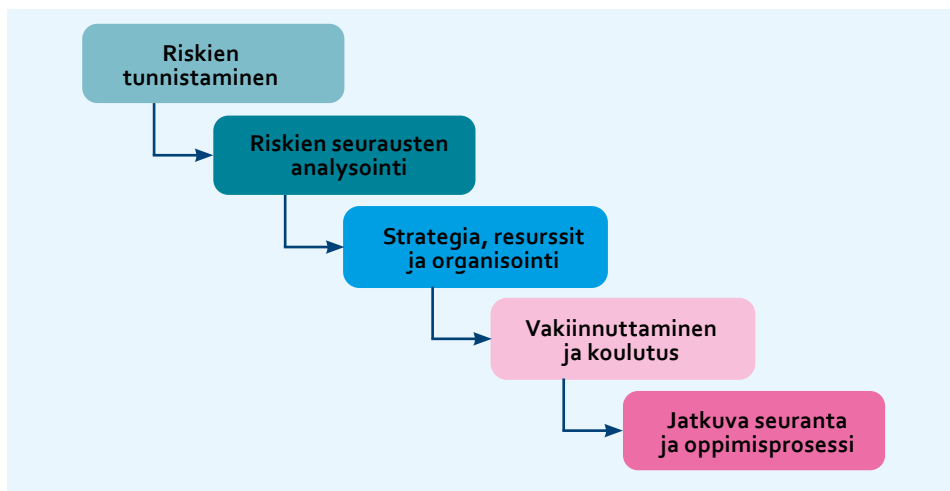 Riskien
tunnistaminen
Riskien seurausten
analysointi
Strategia, resurssit
ja organisointi
Vakiinnuttaminen
ja koulutus
Jatkuva seuranta
ja oppimisprosessi